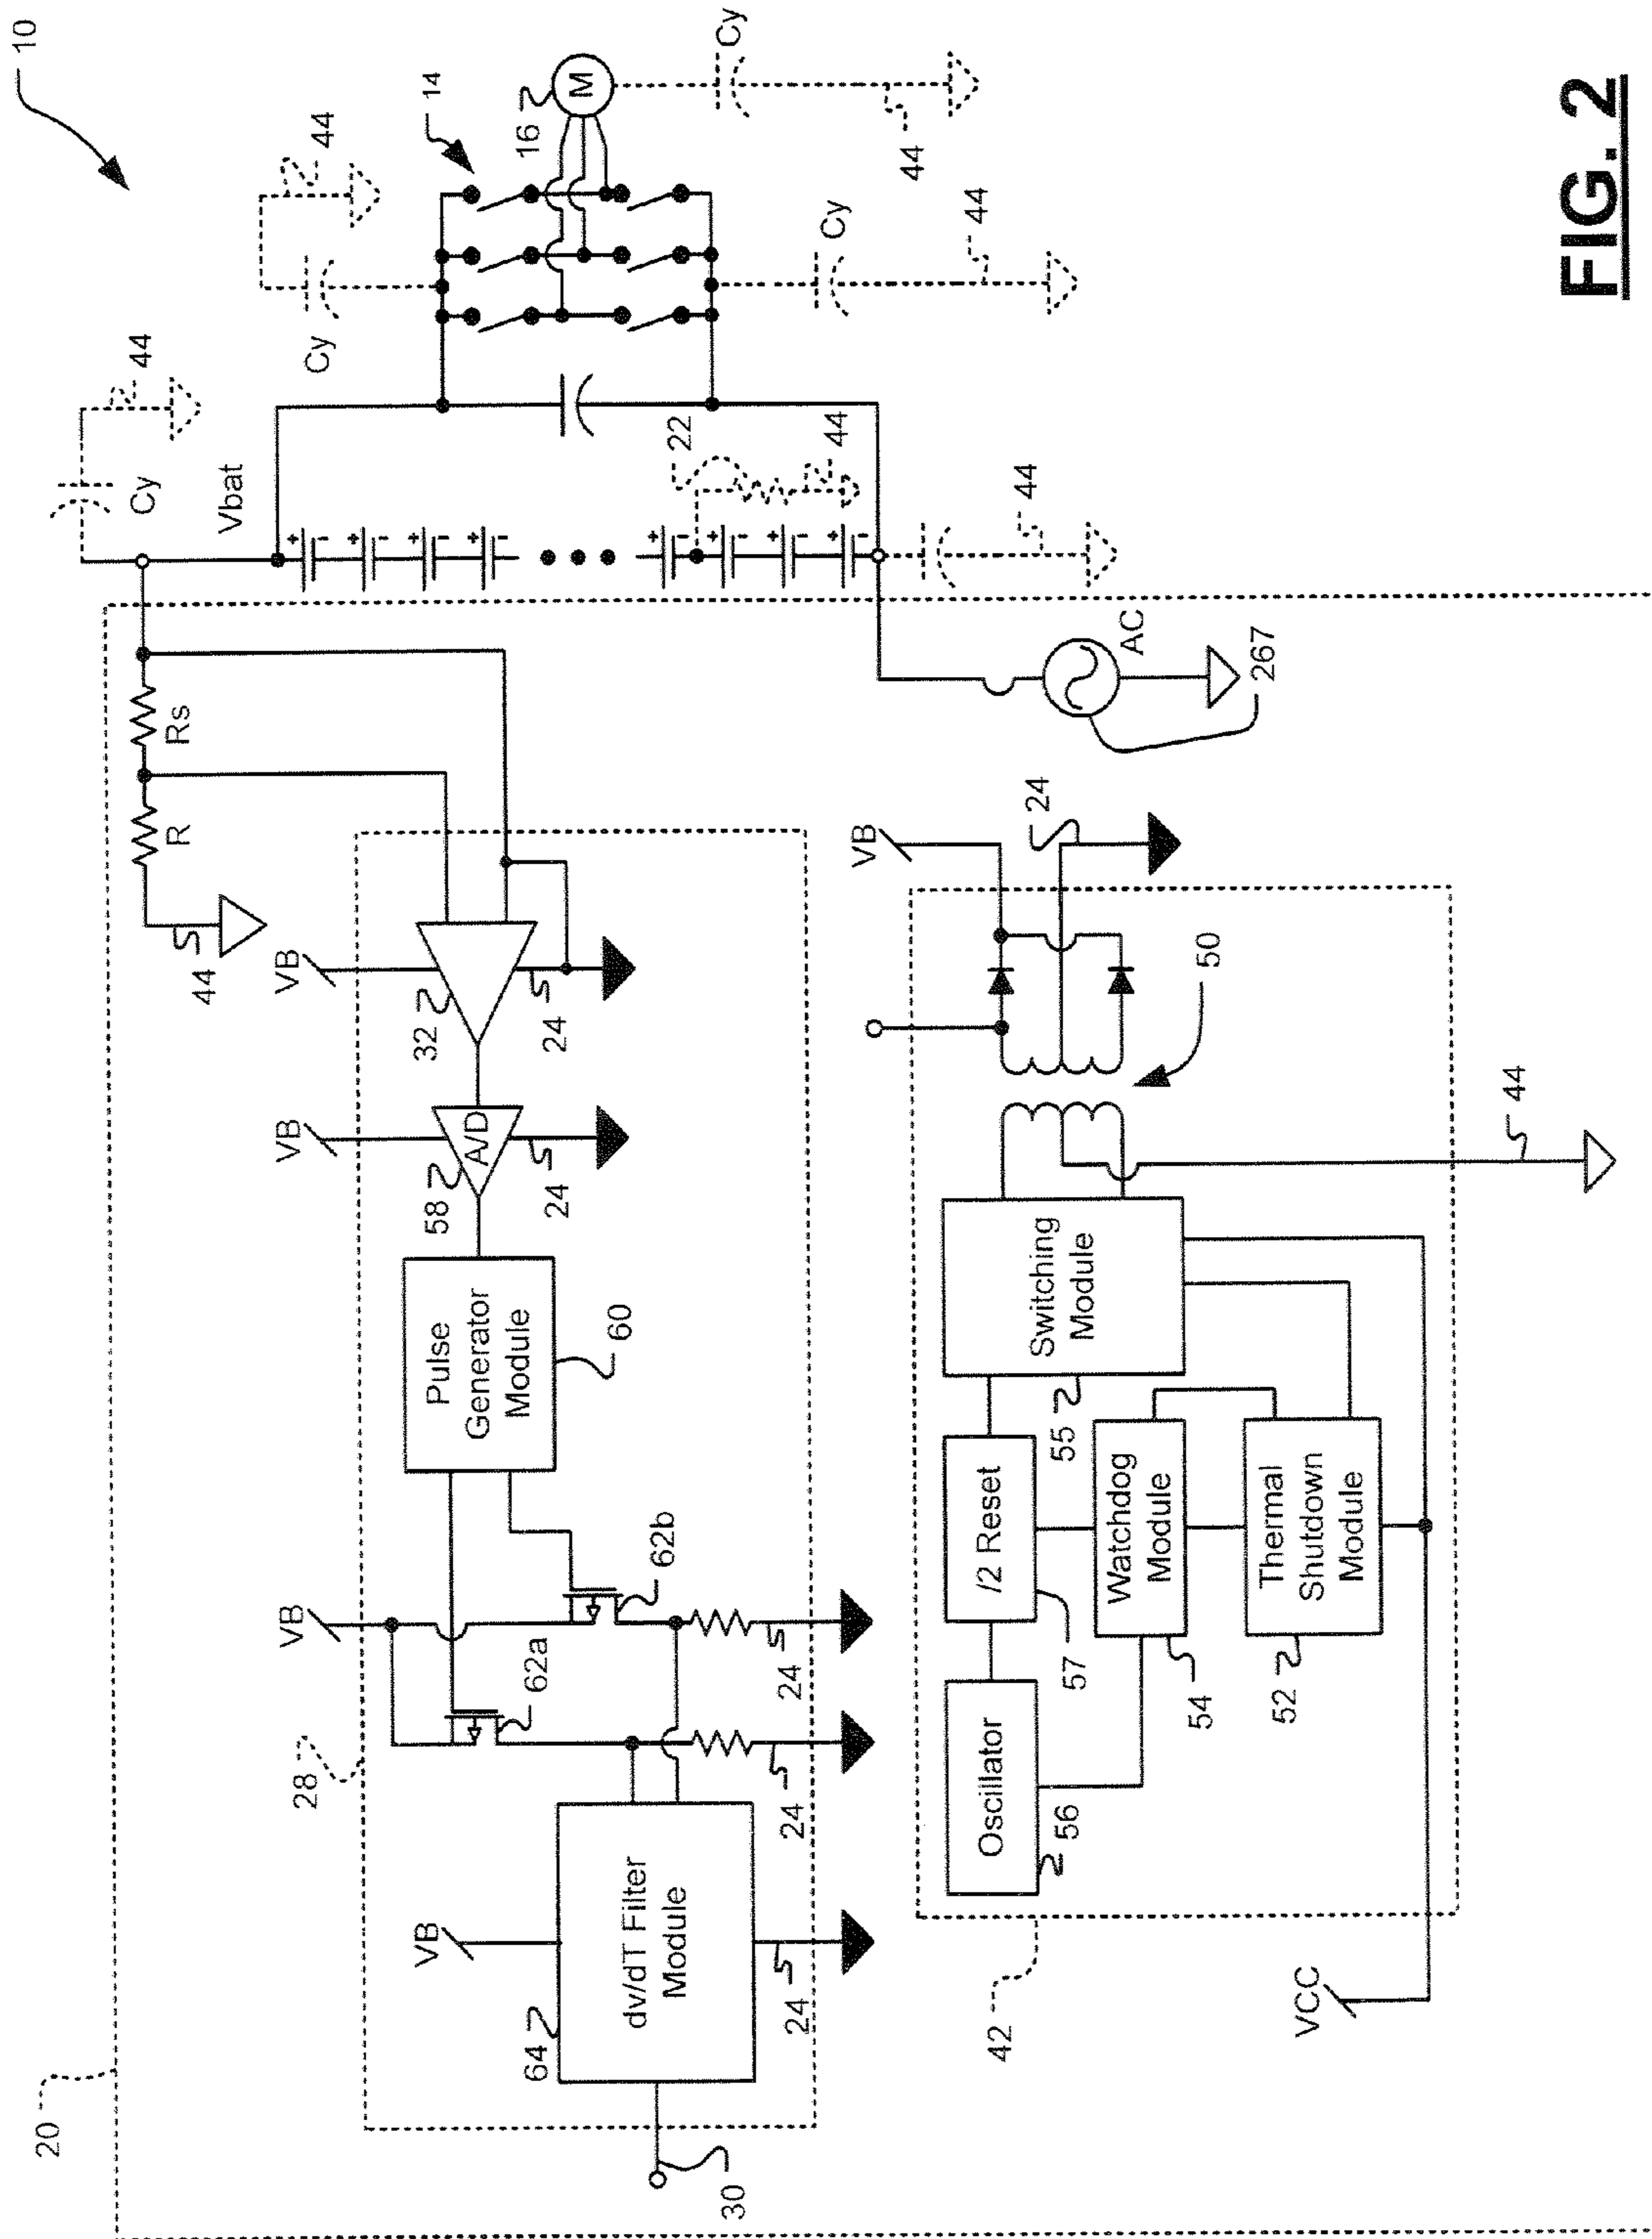 10
44
Cy
14
16
M
Cy
44
44
Cy
Vbat
Cy
44
Cy
44
22
44
44
+
-
+
-
+
-
+
-
+
-
+
-
+
-
+
-
20
R
Rs
44
AC
267
28
VB
32
24
VB
A/D
58
24
Pulse
Generator
Module
60
VB
62a
62b
24
24
VB
dv/dT Filter
Module
64
24
30
VB
24
50
44
Switching
Module
55
/2 Reset
57
Watchdog
Module
54
Thermal
Shutdown
Module
52
Oscillator
56
42
VCC
FIG. 2